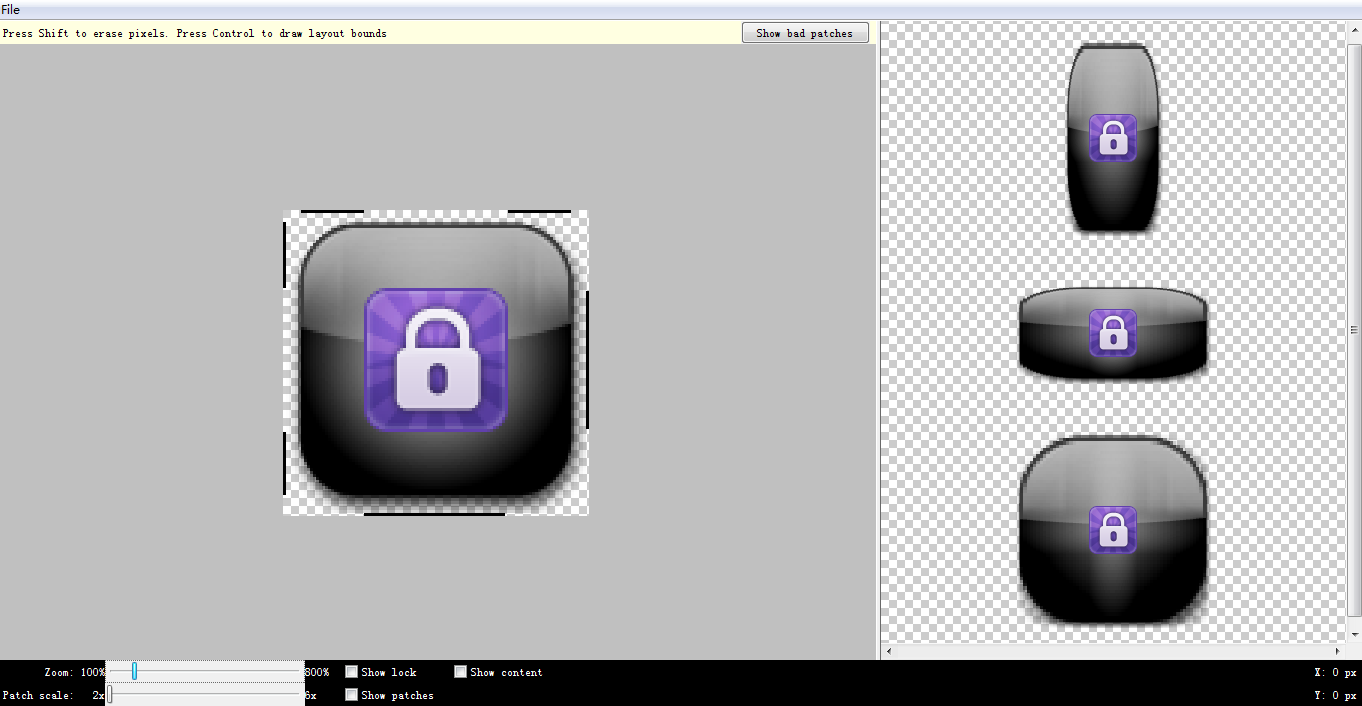 File
Press Shift to erase pixels. Press Control to draw layout bounds
Show bad patches
Zoom: 100% 800% Show lock Show content X: 0 px
Patch scale: 2x 6x Show patches Y: 0 px